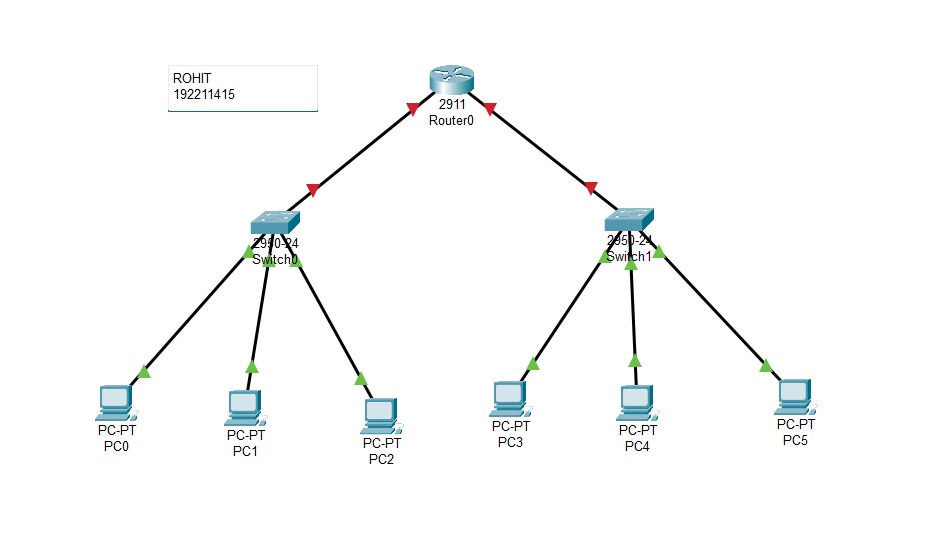 ROHIT
192211415
2911
Router0
2950-24
Switch0
2950-24
Switch1
PC-PT
PC0
PC-PT
PC1
PC-PT
PC2
PC-PT
PC3
PC-PT
PC4
PC-PT
PC5